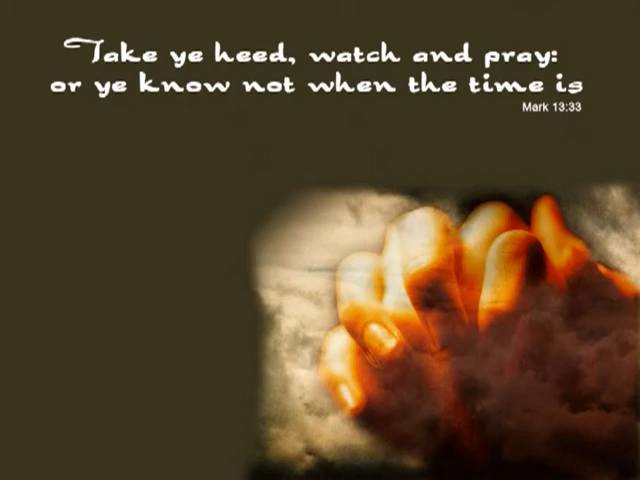 Take ye heed, watch and pray:
or ye know not when the time is
Mark 13:33